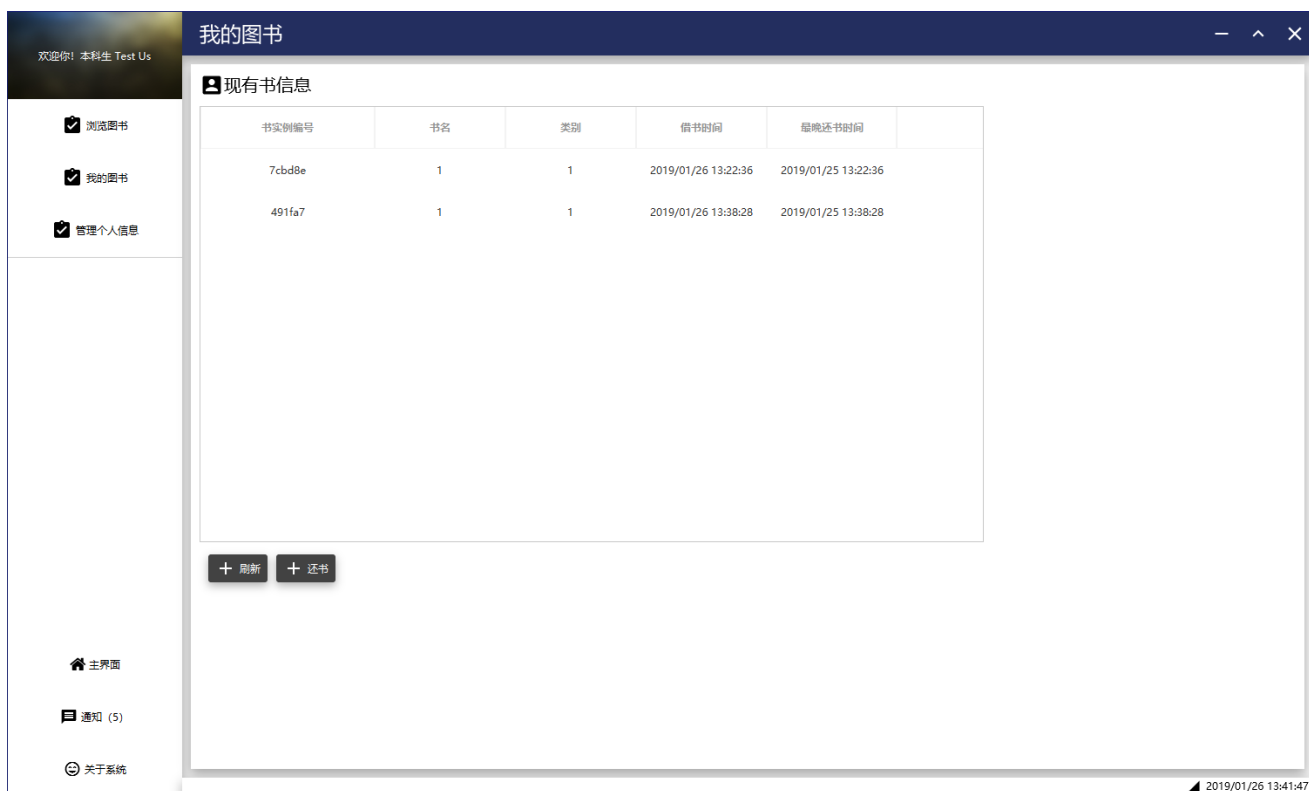 我的图书
欢迎你！本科生 Test Us
现有书信息
浏览图书
我的图书
管理个人信息
书实例编号 书名 类别 借书时间 最晚还书时间
7cbd8e 1 1 2019/01/26 13:22:36 2019/01/25 13:22:36
491fa7 1 1 2019/01/26 13:38:28 2019/01/25 13:38:28
刷新 还书
主界面
通知 (5)
关于系统
2019/01/26 13:41:47